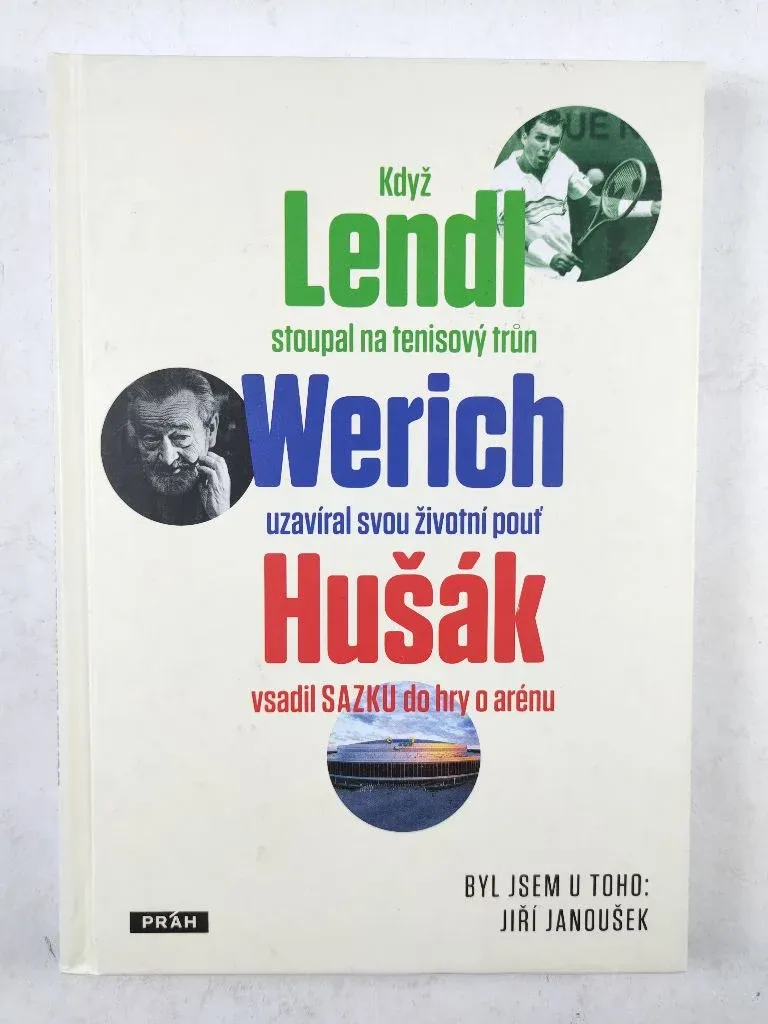 Když
Lendl
stoupal na tenisový trůn
Werich
uzavíral svou životní pouť
Hušák
vsadil SAZKU do hry o arénu
BYL JSEM U TOHO:
JIŘÍ JANOUŠEK
PRÁH